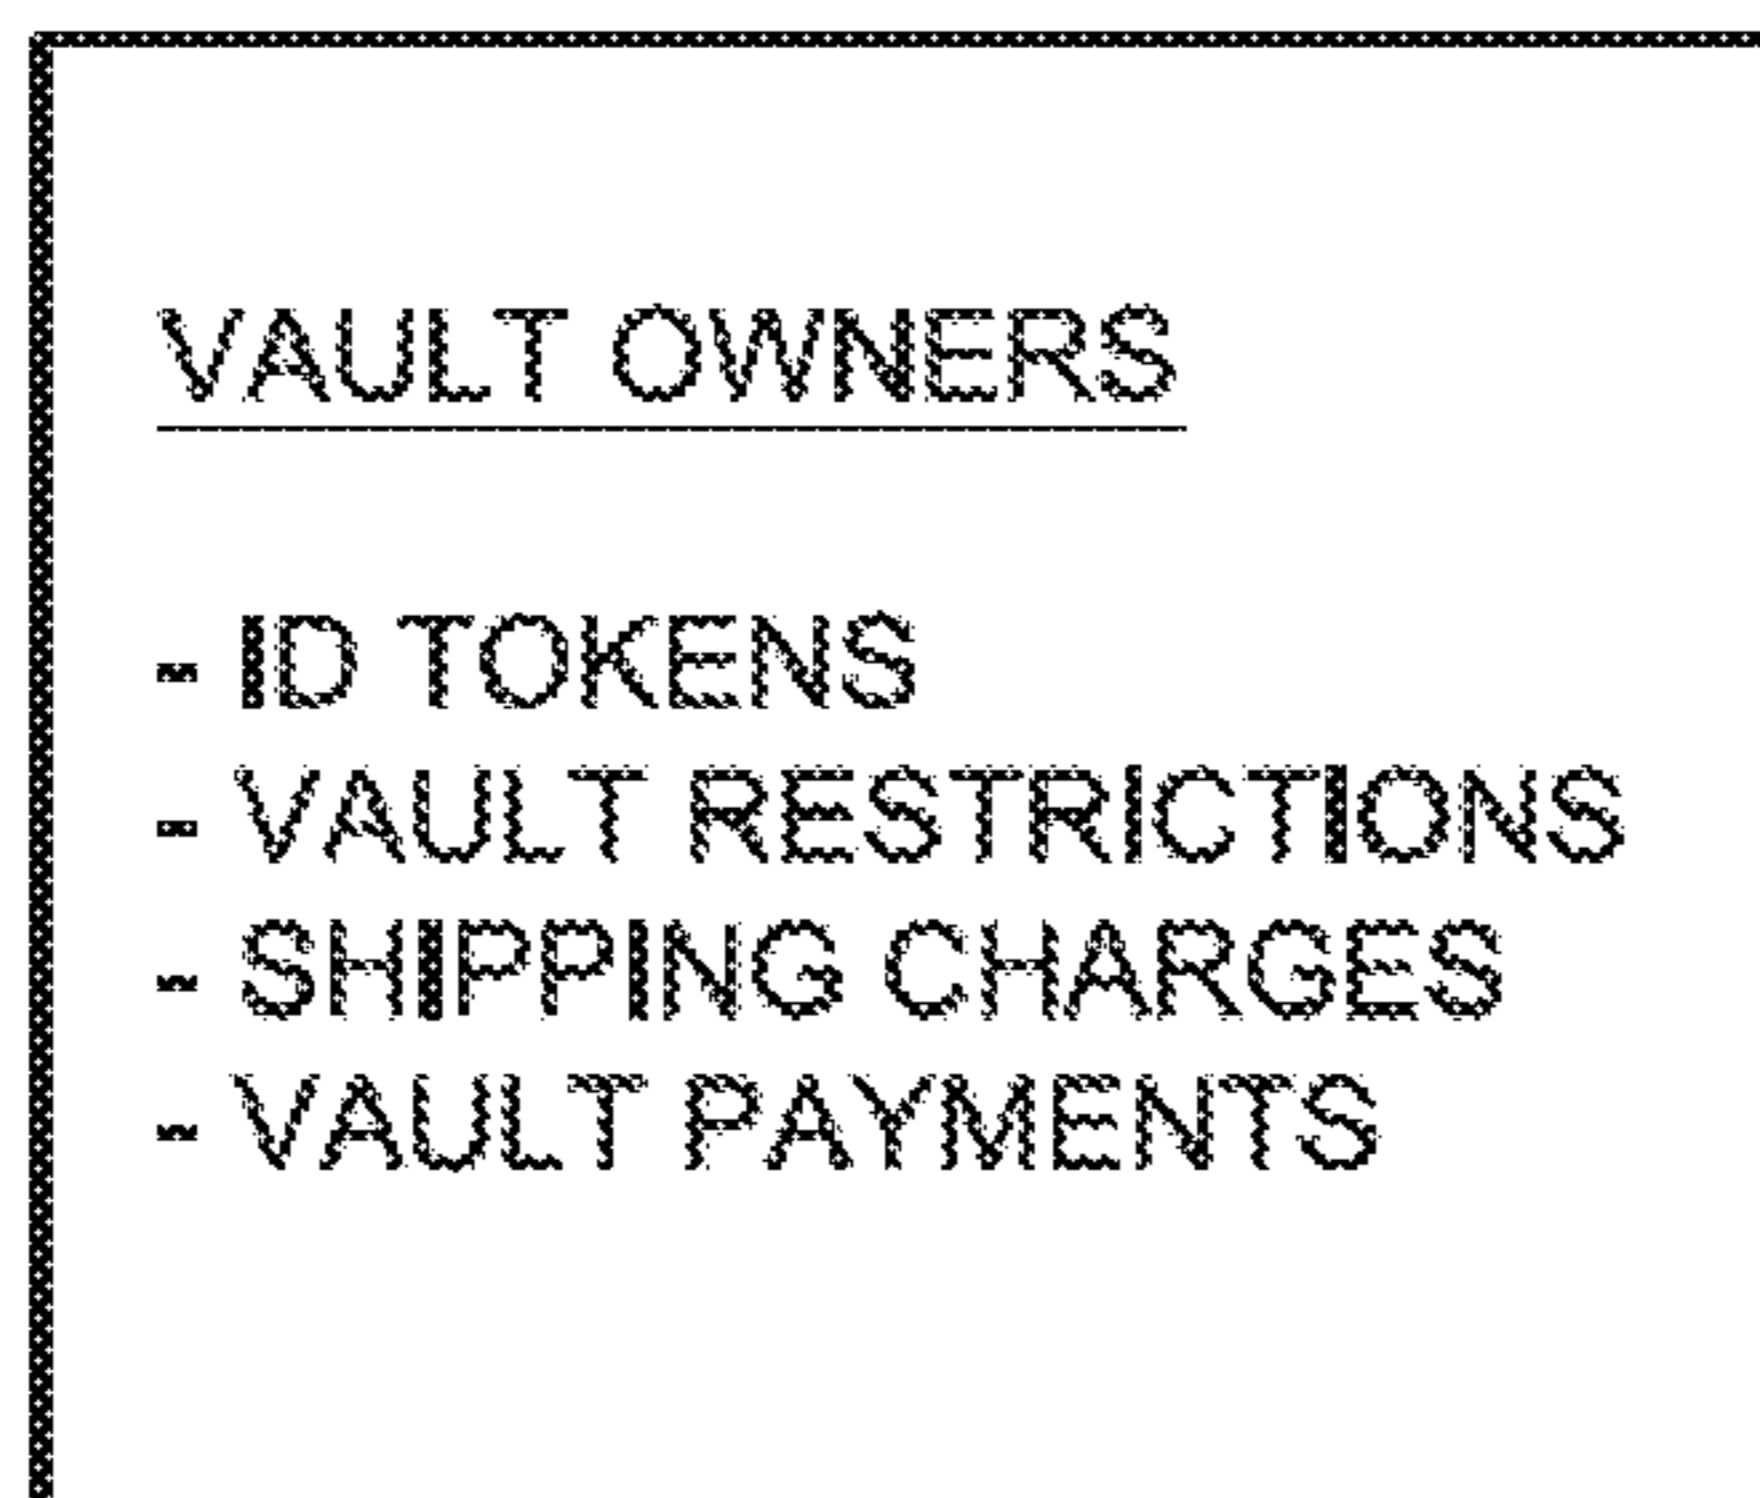 VAULT OWNERS
- ID TOKENS
- VAULT RESTRICTIONS
- SHIPPING CHARGES
- VAULT PAYMENTS